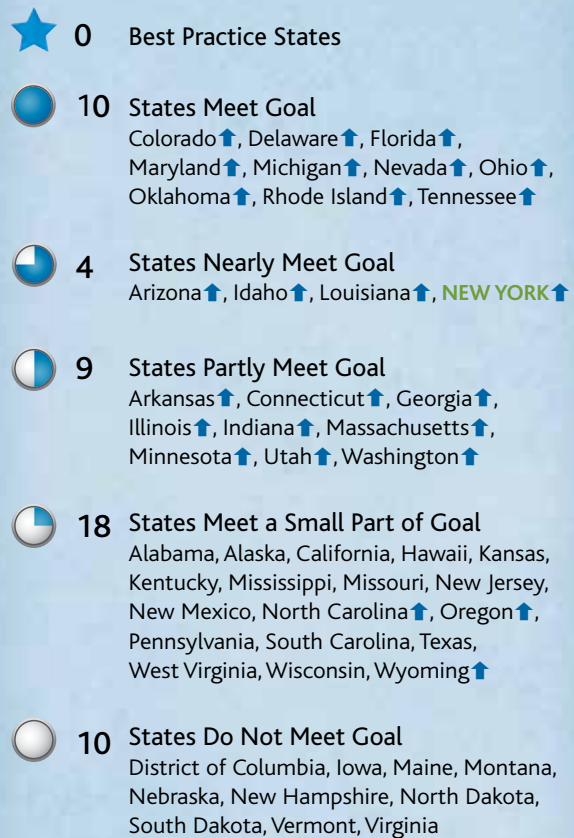 0 Best Practice States
10 States Meet Goal
Colorado⬆, Delaware⬆, Florida⬆,
Maryland⬆, Michigan⬆, Nevada⬆, Ohio⬆,
Oklahoma⬆, Rhode Island⬆, Tennessee⬆
4 States Nearly Meet Goal
Arizona⬆, Idaho⬆, Louisiana⬆, NEW YORK⬆
9 States Partly Meet Goal
Arkansas⬆, Connecticut⬆, Georgia⬆,
Illinois⬆, Indiana⬆, Massachusetts⬆,
Minnesota⬆, Utah⬆, Washington⬆
18 States Meet a Small Part of Goal
Alabama, Alaska, California, Hawaii, Kansas,
Kentucky, Mississippi, Missouri, New Jersey,
New Mexico, North Carolina⬆, Oregon⬆,
Pennsylvania, South Carolina, Texas,
West Virginia, Wisconsin, Wyoming⬆
10 States Do Not Meet Goal
District of Columbia, Iowa, Maine, Montana,
Nebraska, New Hampshire, North Dakota,
South Dakota, Vermont, Virginia